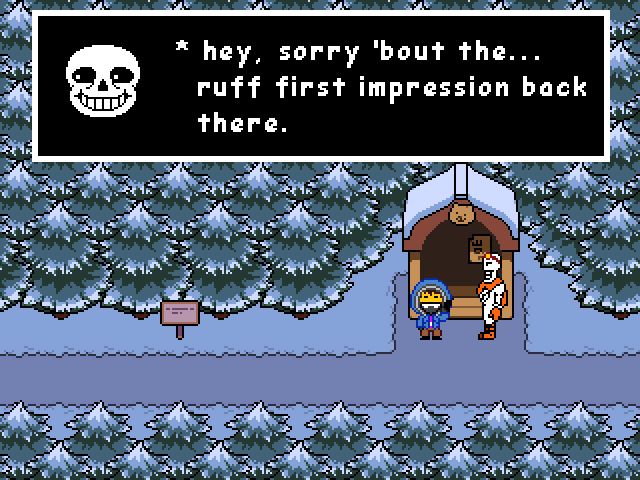 * hey, sorry 'bout the...
ruff first impression back
there.